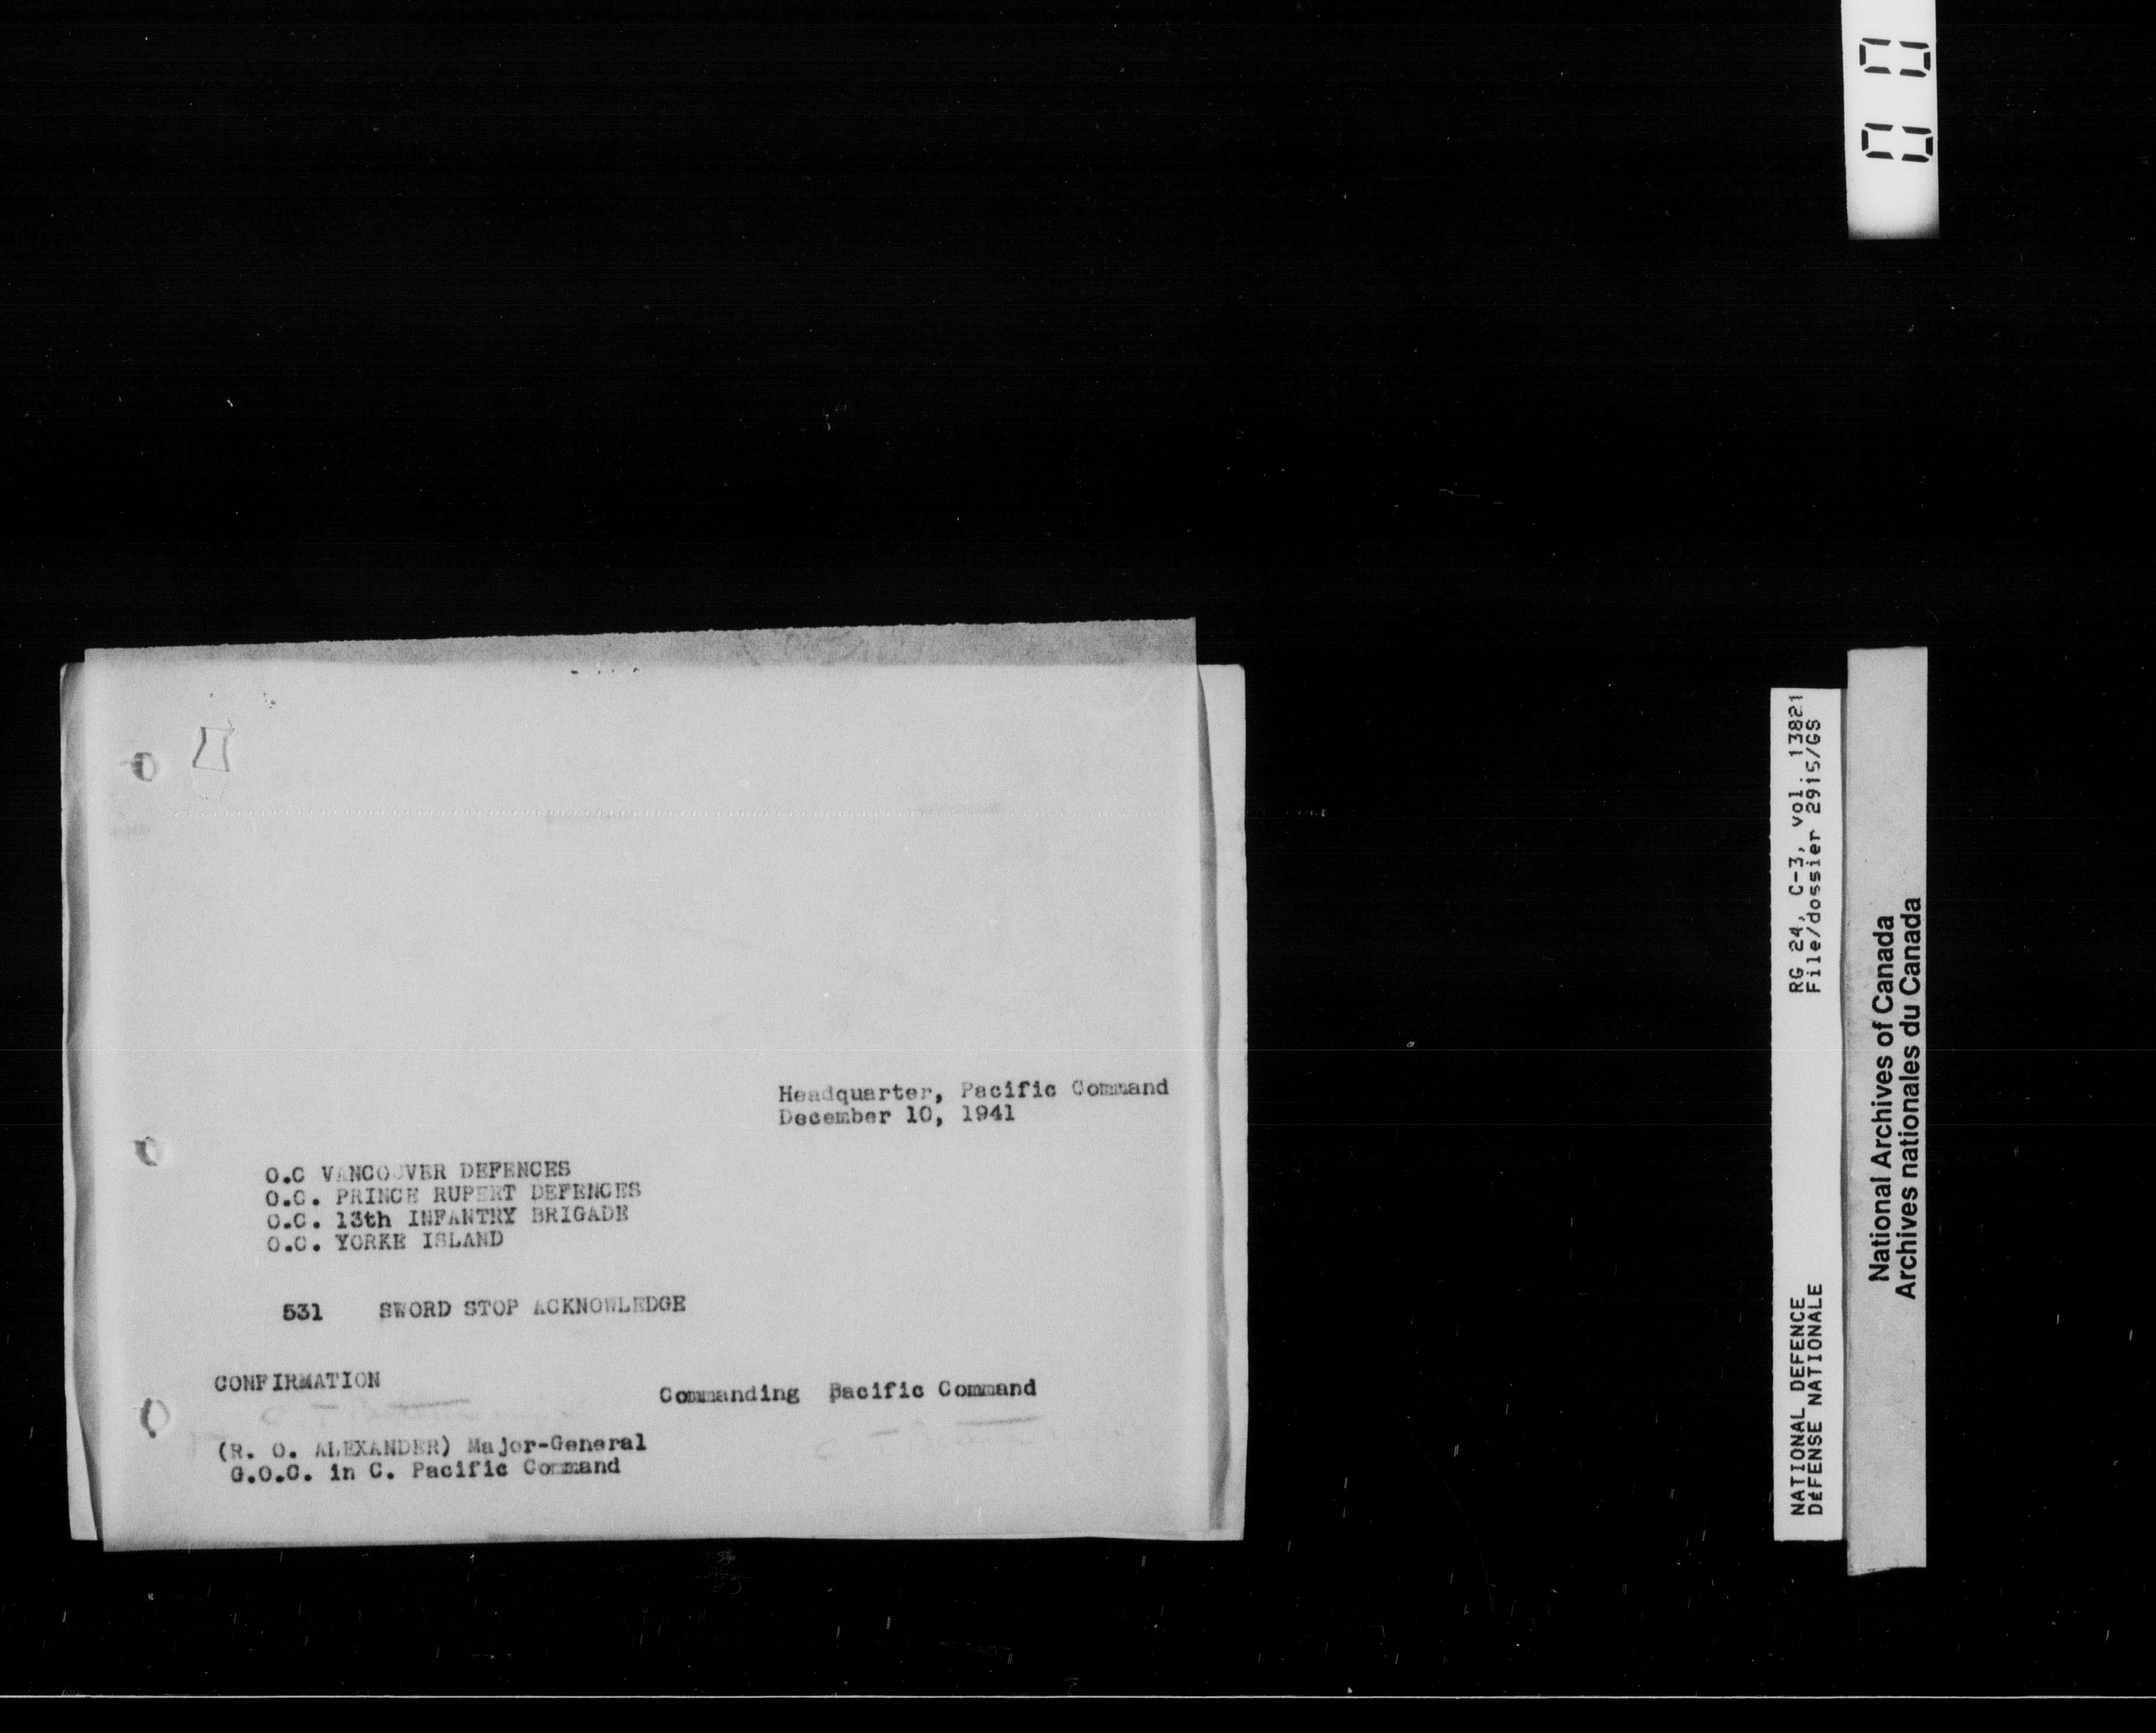 Headquarter, Pacific Command
December 10, 1941
O.C VANCOUVER DEFENCES
O.C. PRINCE RUPERT DEFENCES
O.C. 13th INFANTRY BRIGADE
O.C. YORKE ISLAND
531 SWORD STOP ACKNOWLEDGE
CONFIRMATION
Commanding Pacific Command
(R. O. ALEXANDER) Major-General
G.O.C. in C. Pacific Command
RG 24, C-3, vol. 13821
File/dossier 2915/GS
NATIONAL DEFENCE
DÉFENSE NATIONALE
National Archives of Canada
Archives nationales du Canada